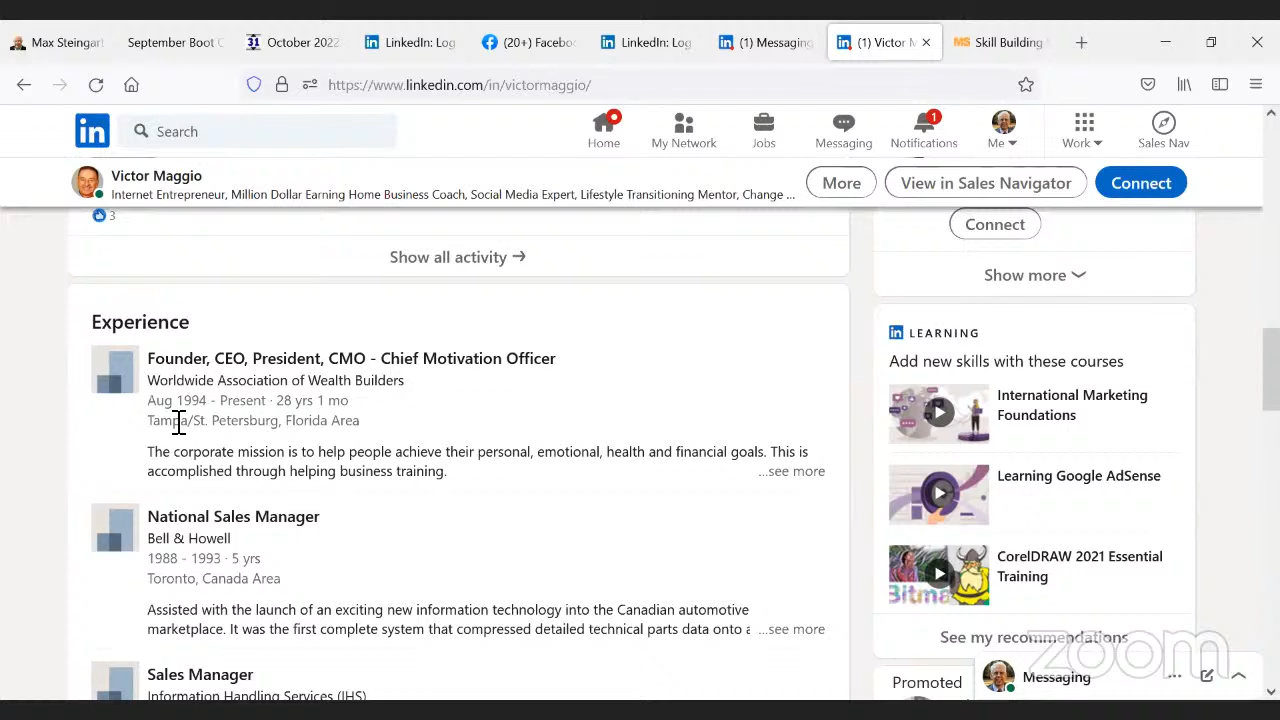 Max Steingart
September Boot C
31 October 2022
LinkedIn: Log
(20+) Facebo
LinkedIn: Log
(1) Messaging
(1) Victor M
MS Skill Building
https://www.linkedin.com/in/victormaggio/
in
Search
Home
My Network
Jobs
Messaging
1
Notifications
Me
Work
Sales Nav
Victor Maggio
Internet Entrepreneur, Million Dollar Earning Home Business Coach, Social Media Expert, Lifestyle Transitioning Mentor, Change ...
More
View in Sales Navigator
Connect
3
Show all activity →
Connect
Show more
Experience
Founder, CEO, President, CMO - Chief Motivation Officer
Worldwide Association of Wealth Builders
Aug 1994 - Present · 28 yrs 1 mo
Tampa/St. Petersburg, Florida Area
The corporate mission is to help people achieve their personal, emotional, health and financial goals. This is
accomplished through helping business training. ...see more
National Sales Manager
Bell & Howell
1988 - 1993 · 5 yrs
Toronto, Canada Area
Assisted with the launch of an exciting new information technology into the Canadian automotive
marketplace. It was the first complete system that compressed detailed technical parts data onto a ...see more
Sales Manager
Information Handling Services (IHS)
in LEARNING
Add new skills with these courses
International Marketing
Foundations
Learning Google AdSense
CorelDRAW 2021 Essential
Training
Bitma
See my recommendations
Promoted
Messaging
zoom